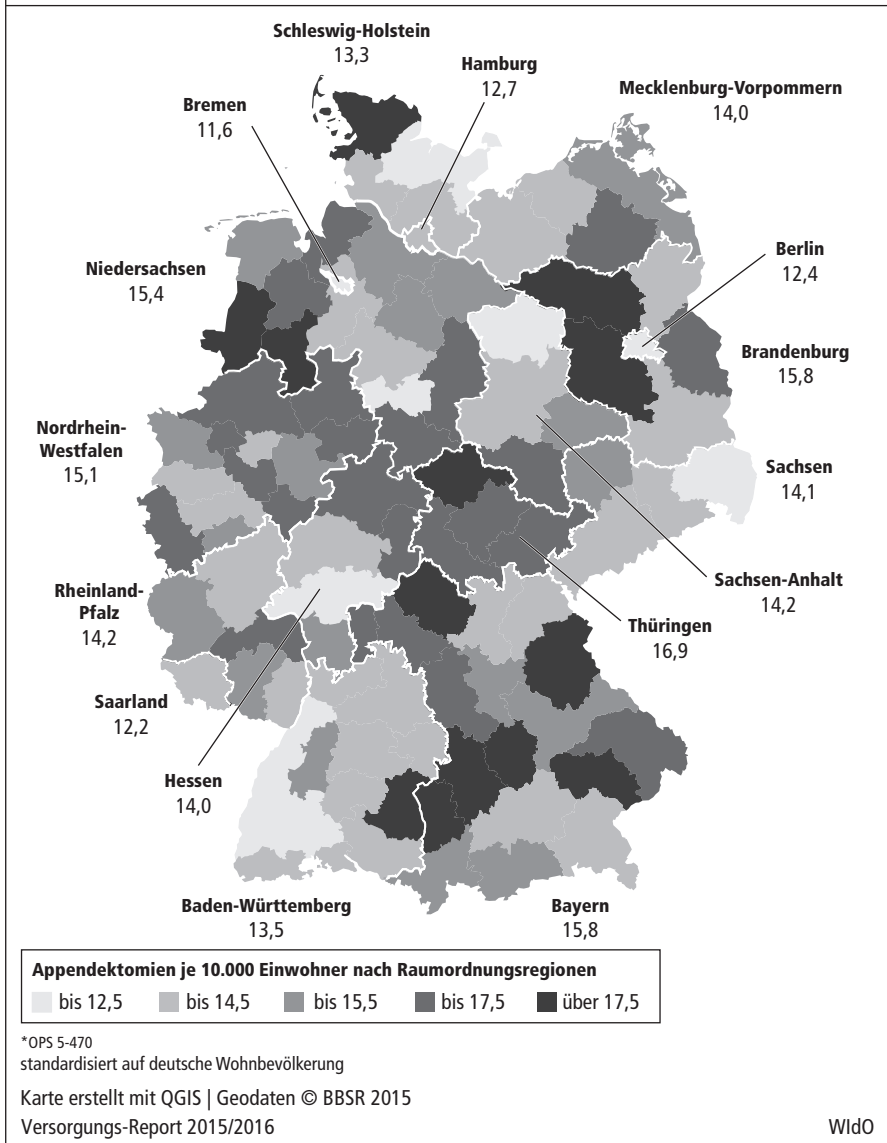 Schleswig-Holstein
13,3
Hamburg
12,7
Mecklenburg-Vorpommern
14,0
Bremen
11,6
Niedersachsen
15,4
Berlin
12,4
Brandenburg
15,8
Nordrhein-
Westfalen
15,1
Sachsen
14,1
Sachsen-Anhalt
14,2
Rheinland-
Pfalz
14,2
Thüringen
16,9
Saarland
12,2
Hessen
14,0
Baden-Württemberg
13,5
Bayern
15,8
Appendektomien je 10.000 Einwohner nach Raumordnungsregionen
bis 12,5 bis 14,5 bis 15,5 bis 17,5 über 17,5
*OPS 5-470
standardisiert auf deutsche Wohnbevölkerung
Karte erstellt mit QGIS | Geodaten © BBSR 2015
Versorgungs-Report 2015/2016 WIdO